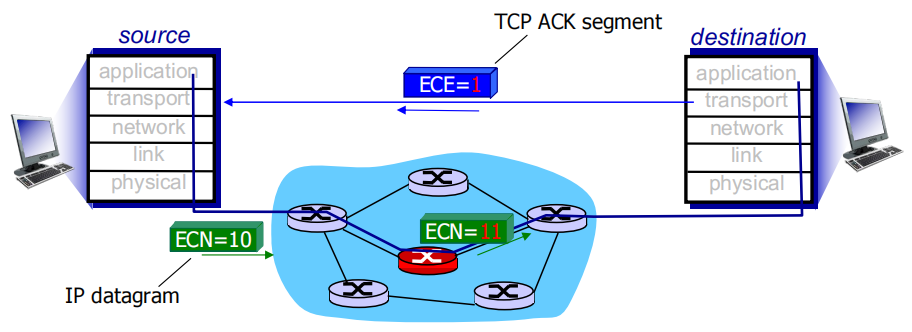 TCP ACK segment
source
destination
application
transport
network
link
physical
ECE=1
application
transport
network
link
physical
ECN=10
ECN=11
IP datagram